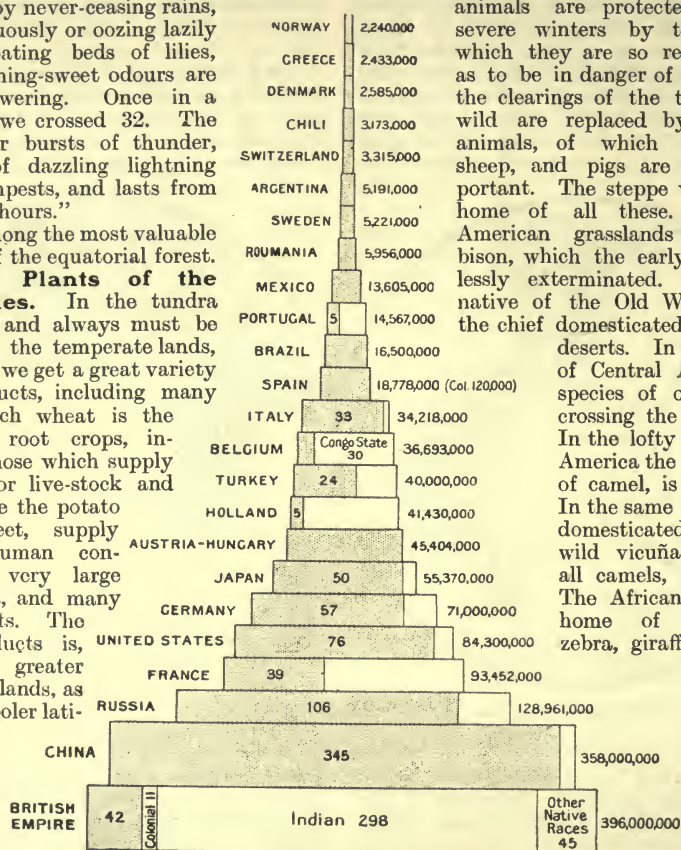 by never-ceasing rains,
uously or oozing lazily
ating beds of lilies,
ning-sweet odours are
wering. Once in a
we crossed 32. The
r bursts of thunder,
of dazzling lightning
npests, and lasts from
hours.”
ong the most valuable
f the equatorial forest.
Plants of the
es. In the tundra
and always must be
the temperate lands,
we get a great variety
ucts, including many
ch wheat is the
root crops, in-
hose which supply
or live-stock and
e the potato
eet, supply
uman con-
very large
, and many
ts. The
ducts is,
greater
lands, as
oler lati-
NORWAY 2,240,000
GREECE 2,433,000
DENMARK 2,585,000
CHILI 3,173,000
SWITZERLAND 3,315,000
ARGENTINA 5,191,000
SWEDEN 5,221,000
ROUMANIA 5,956,000
MEXICO 13,605,000
PORTUGAL 5 14,567,000
BRAZIL 16,500,000
SPAIN 18,778,000 (Col. 120,000)
ITALY 33 34,218,000
BELGIUM Congo State 30 36,693,000
TURKEY 24 40,000,000
HOLLAND 5 41,430,000
AUSTRIA-HUNGARY 45,404,000
JAPAN 50 55,370,000
GERMANY 57 71,000,000
UNITED STATES 76 84,300,000
FRANCE 39 93,452,000
RUSSIA 106 128,961,000
CHINA 345 358,000,000
BRITISH
EMPIRE
42
Colonial 11
Indian 298
Other
Native
Races
45
396,000,000
animals are protecte
severe winters by t
which they are so re
as to be in danger of
the clearings of the t
wild are replaced by
animals, of which
sheep, and pigs are
portant. The steppe
home of all these.
American grasslands
bison, which the early
lessly exterminated.
native of the Old W
the chief domesticated
deserts. In
of Central A
species of c
crossing the
In the lofty
America the
of camel, is
In the same
domesticated
wild vicuña
all camels,
The African
home of
zebra, giraff